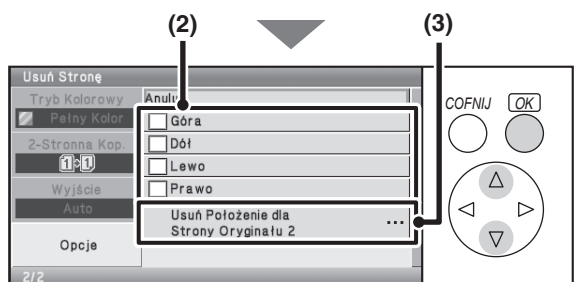 (2) (3)
Usuń Stronę
Tryb Kolorowy
Pełny Kolor
2-Stronna Kop.
1 1
Wyjście
Auto
Opcje
2/2
Anuluj
Góra
Dół
Lewo
Prawo
Usuń Położenie dla
Strony Oryginału 2 ...
COFNIJ OK